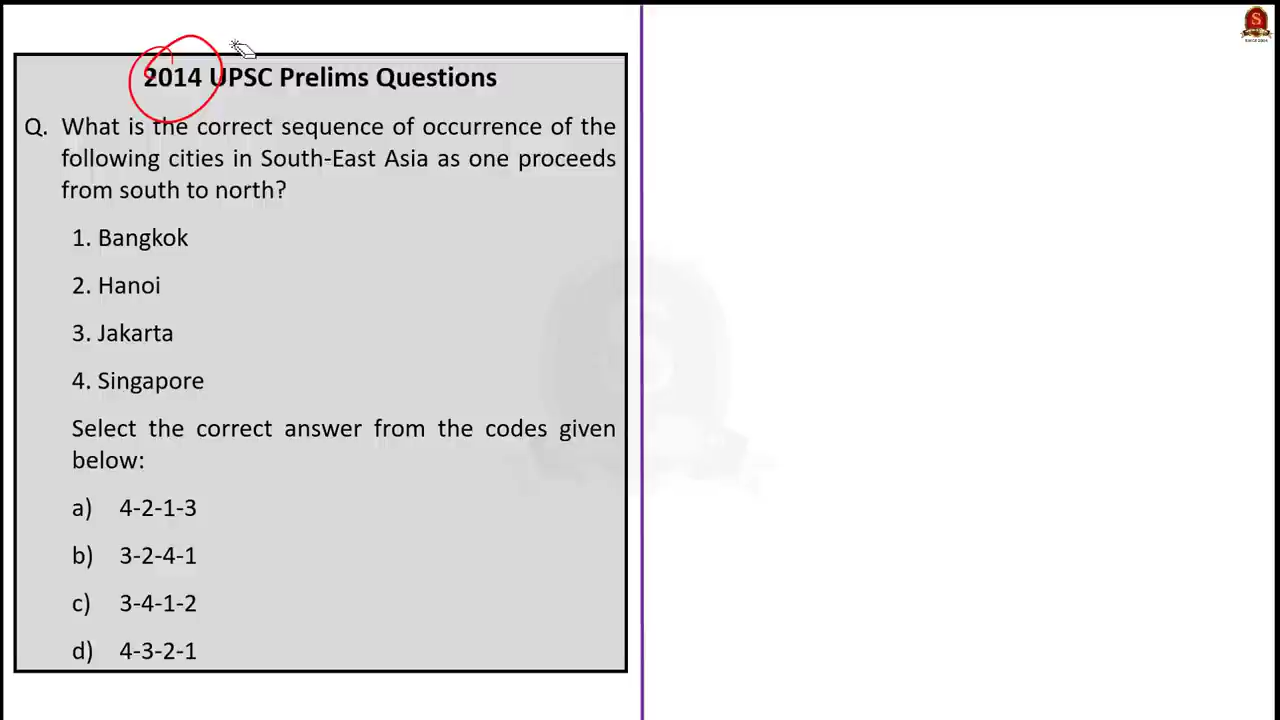 2014 UPSC Prelims Questions
Q. What is the correct sequence of occurrence of the
following cities in South-East Asia as one proceeds
from south to north?
1. Bangkok
2. Hanoi
3. Jakarta
4. Singapore
Select the correct answer from the codes given
below:
a) 4-2-1-3
b) 3-2-4-1
c) 3-4-1-2
d) 4-3-2-1